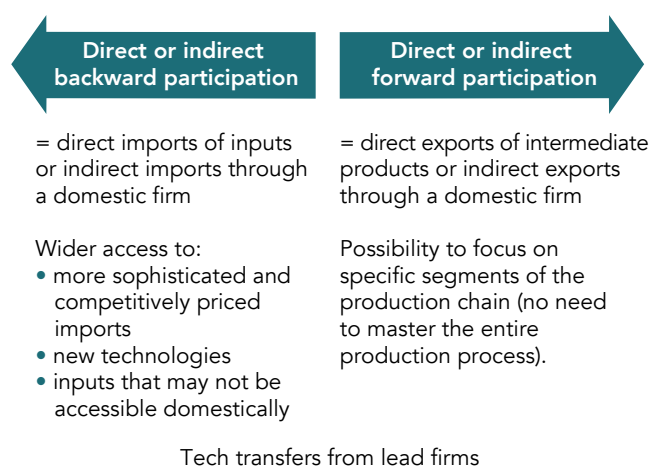 Direct or indirect
backward participation
= direct imports of inputs
or indirect imports through
a domestic firm
Wider access to:
• more sophisticated and
competitively priced
imports
• new technologies
• inputs that may not be
accessible domestically
Direct or indirect
forward participation
= direct exports of intermediate
products or indirect exports
through a domestic firm
Possibility to focus on
specific segments of the
production chain (no need
to master the entire
production process).
Tech transfers from lead firms